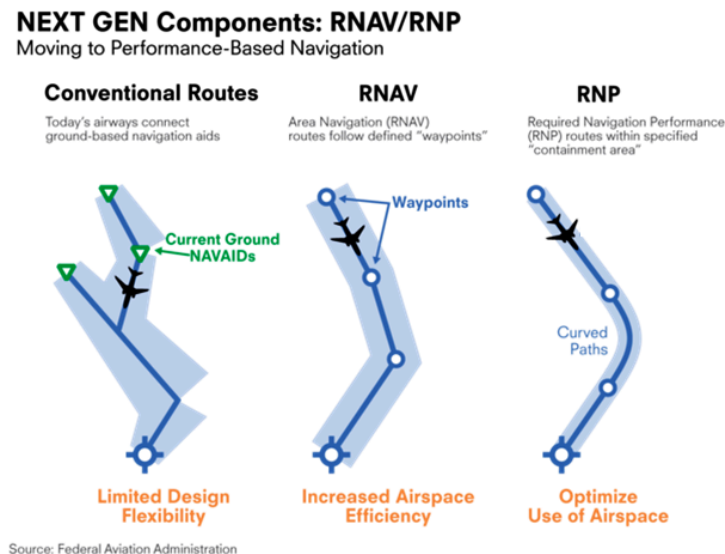 NEXT GEN Components: RNAV/RNP
Moving to Performance-Based Navigation
Conventional Routes
Today's airways connect
ground-based navigation aids
RNAV
Area Navigation (RNAV)
routes follow defined "waypoints"
RNP
Required Navigation Performance
(RNP) routes within specified
"containment area"
Current Ground
NAVAIDs
Waypoints
Curved
Paths
Limited Design
Flexibility
Increased Airspace
Efficiency
Optimize
Use of Airspace
Source: Federal Aviation Administration